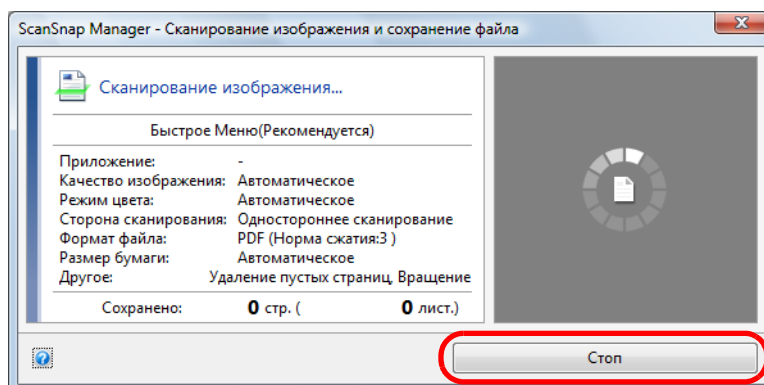 ScanSnap Manager - Сканирование изображения и сохранение файла
Сканирование изображения...
Быстрое Меню(Рекомендуется)
Приложение: -
Качество изображения: Автоматическое
Режим цвета: Автоматическое
Сторона сканирования: Одностороннее сканирование
Формат файла: PDF (Норма сжатия:3 )
Размер бумаги: Автоматическое
Другое: Удаление пустых страниц, Вращение
Сохранено: 0 стр. ( 0 лист.)
? Стоп